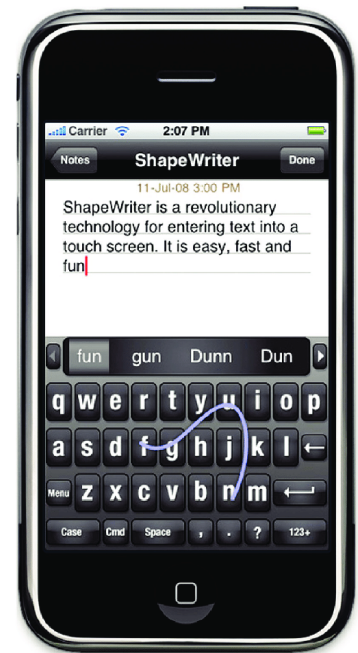 Carrier 2:07 PM
Notes ShapeWriter Done
11-Jul-08 3:00 PM
ShapeWriter is a revolutionary
technology for entering text into a
touch screen. It is easy, fast and
fun
fun gun Dunn Dun
q w e r t y u i o p
a s d f g h j k l ←
Menu z x c v b n m
Case Cmd Space , . ? 123+